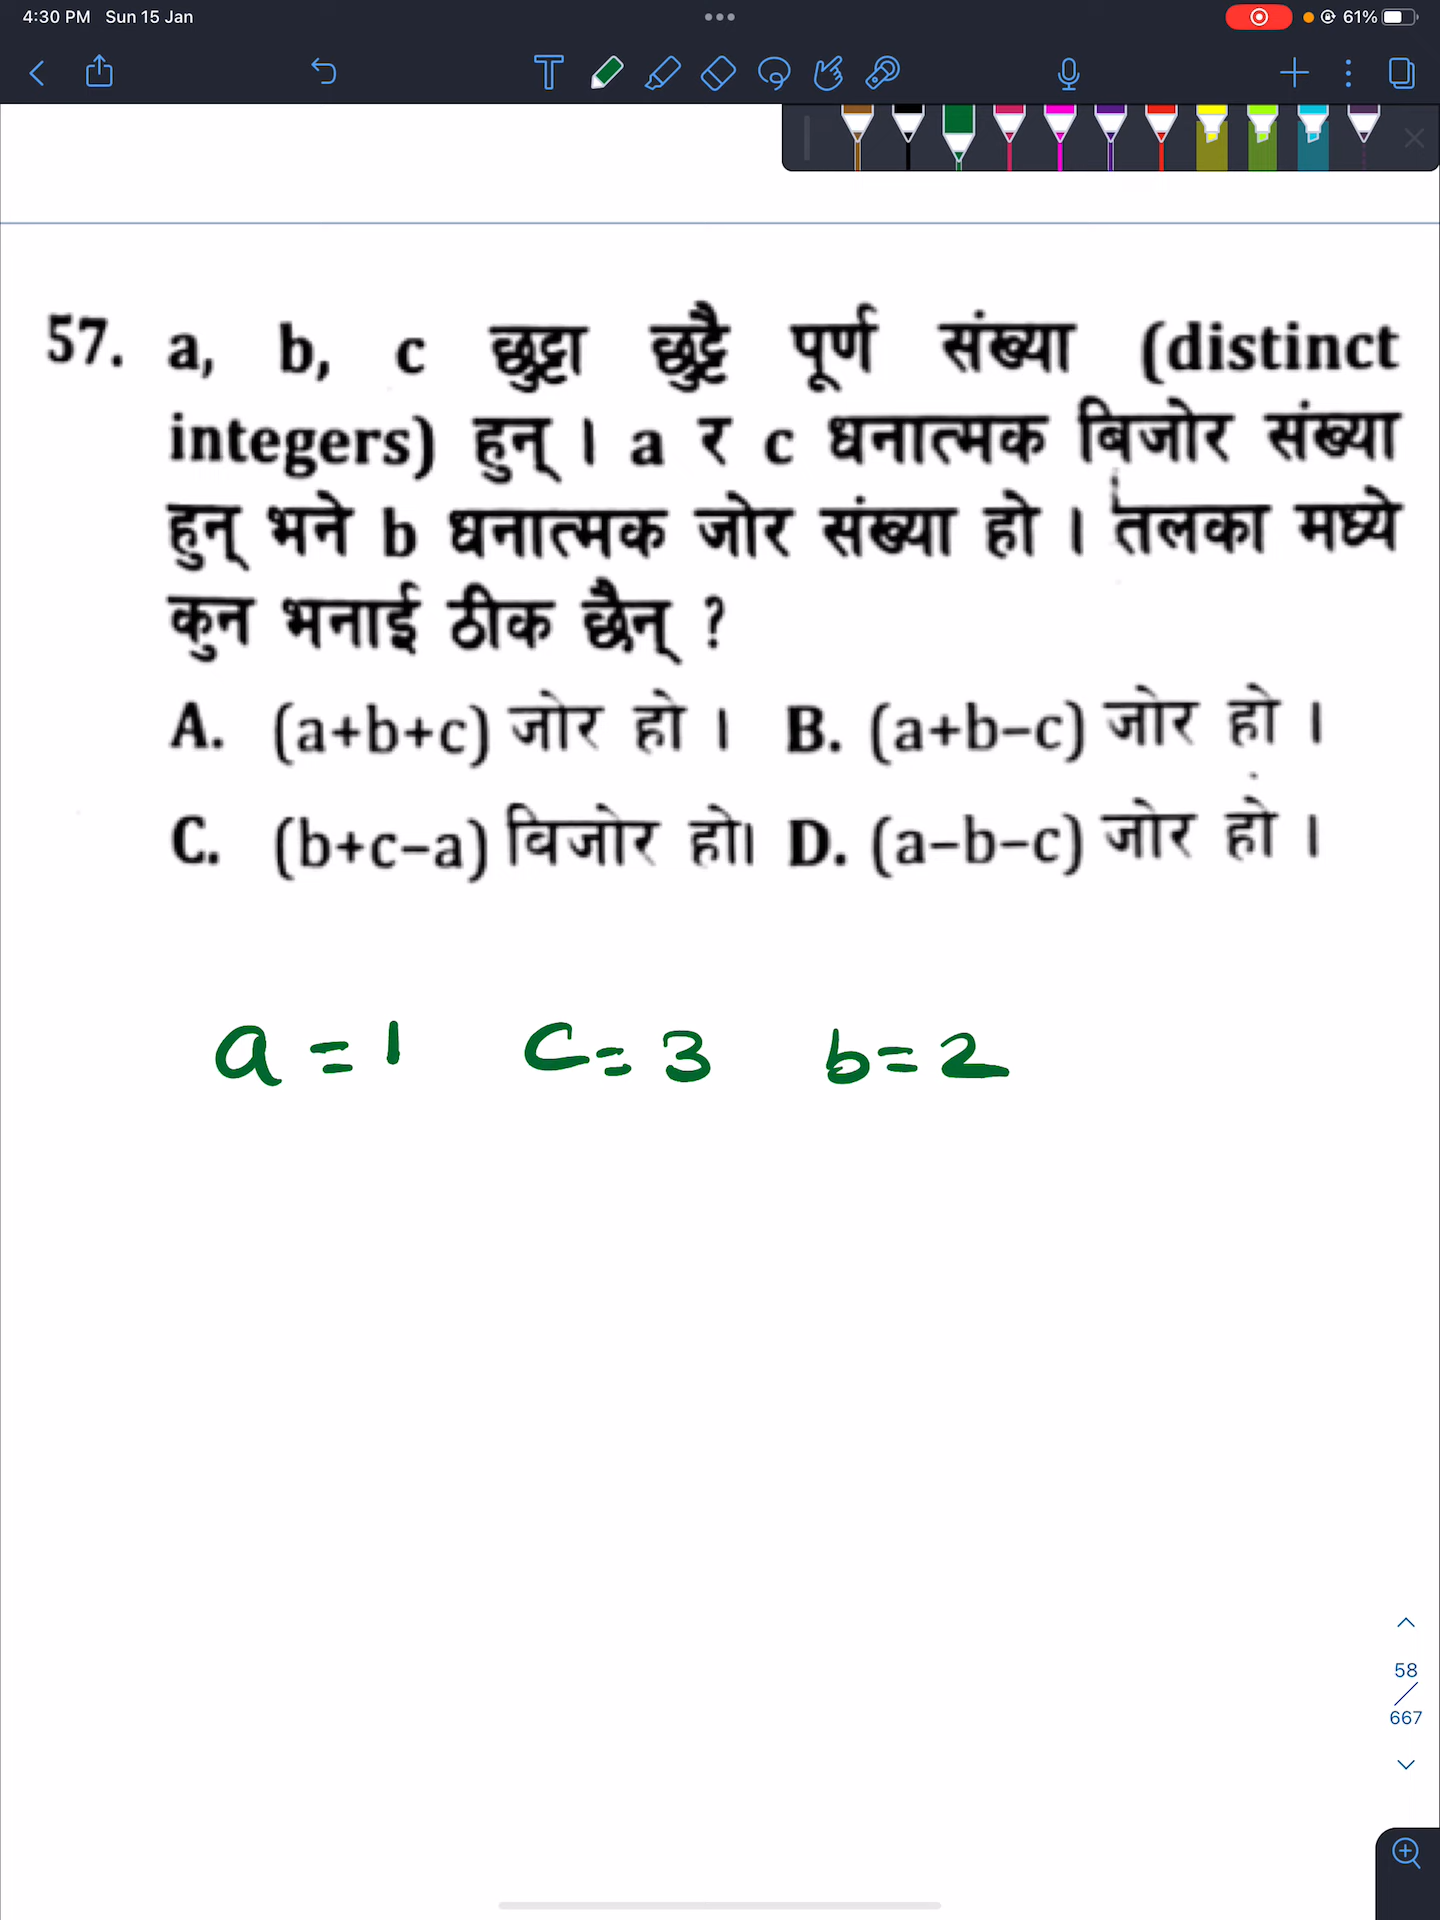 4:30 PM Sun 15 Jan
61%
57. a, b, c छुट्टा छुट्टै पूर्ण संख्या (distinct
integers) हुन् । a र c धनात्मक बिजोर संख्या
हुन् भने b धनात्मक जोर संख्या हो । तलका मध्ये
कुन भनाई ठीक छैन् ?
A. (a+b+c) जोर हो । B. (a+b−c) जोर हो ।
C. (b+c−a) विजोर हो। D. (a−b−c) जोर हो ।
a = 1 c = 3 b = 2
58
667